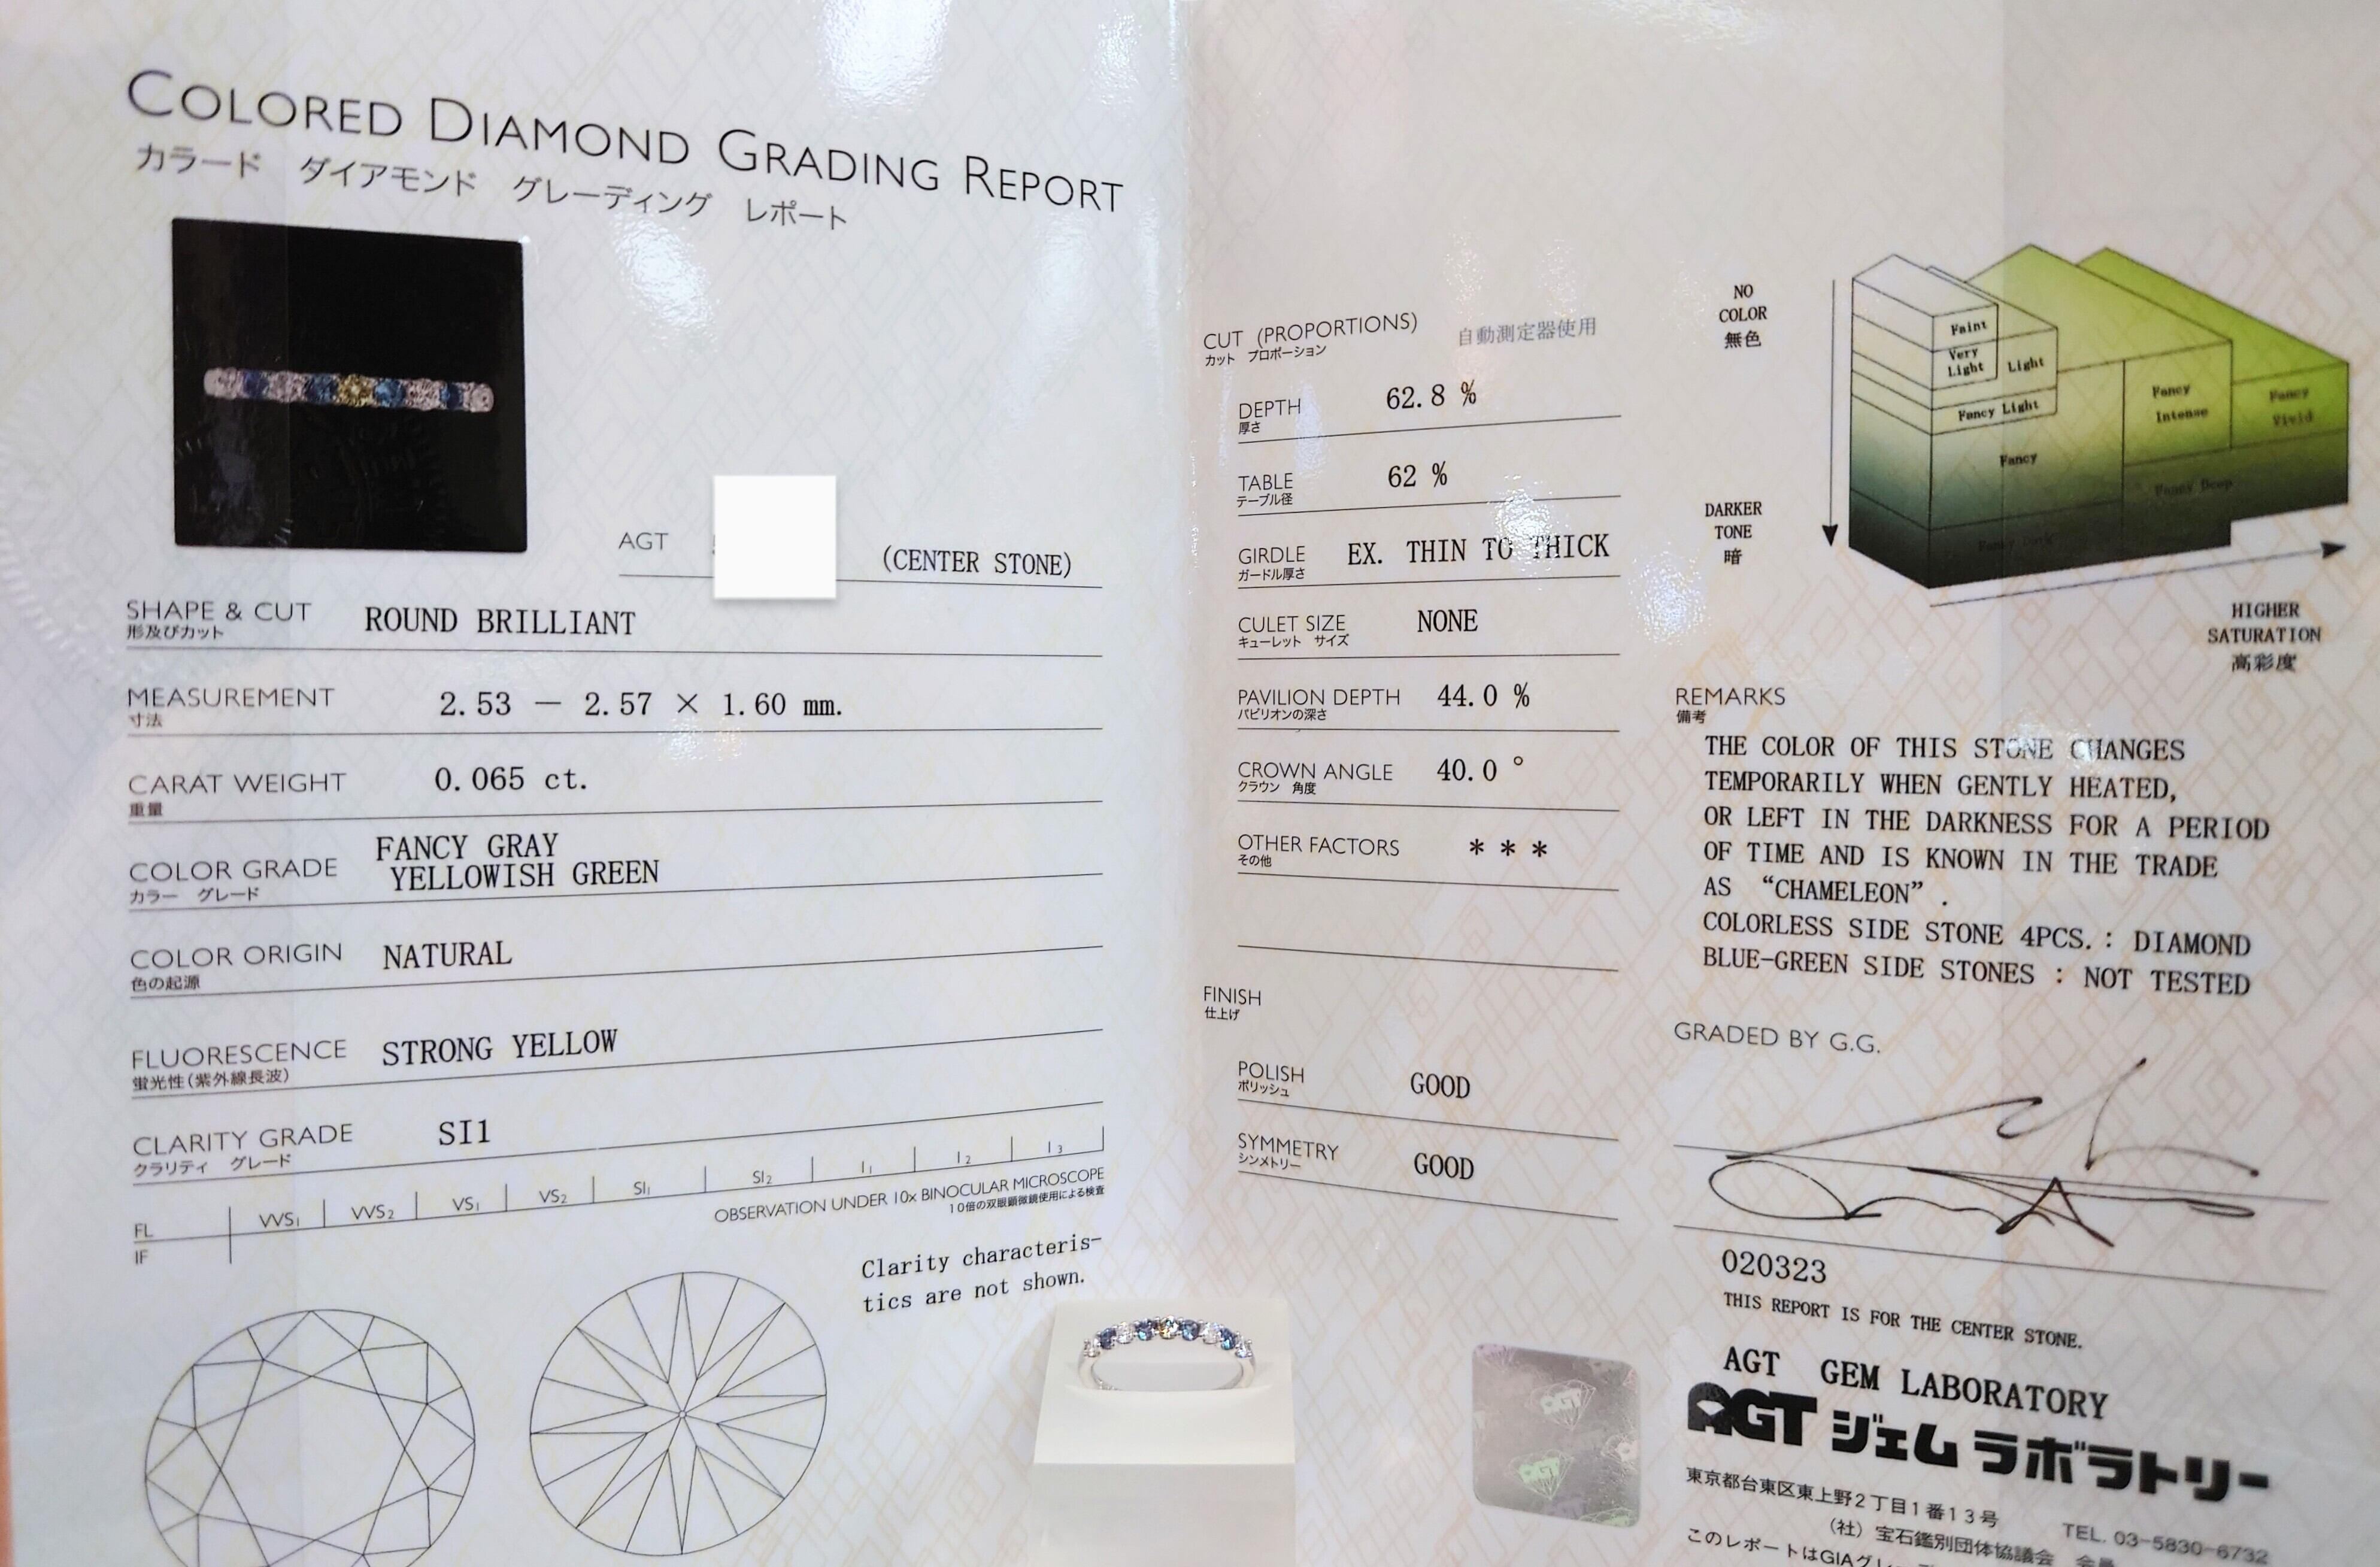 COLORED DIAMOND GRADING REPORT
カラード ダイアモンド グレーディング レポート
AGT (CENTER STONE)
SHAPE & CUT ROUND BRILLIANT
形及びカット
MEASUREMENT 2.53 － 2.57 × 1.60 mm.
寸法
CARAT WEIGHT 0.065 ct.
重量
FANCY GRAY
COLOR GRADE YELLOWISH GREEN
カラー グレード
COLOR ORIGIN NATURAL
色の起源
FLUORESCENCE STRONG YELLOW
蛍光性(紫外線長波)
CLARITY GRADE SI1
クラリティ グレード
FL VVS1 VVS2 VS1 VS2 SI1 SI2 I1 I2 I3
IF
OBSERVATION UNDER 10x BINOCULAR MICROSCOPE
10倍の双眼顕微鏡使用による検査
Clarity characteris-
tics are not shown.
CUT (PROPORTIONS) 自動測定器使用
カット プロポーション
DEPTH 62.8 %
厚さ
TABLE 62 %
テーブル径
GIRDLE EX. THIN TO THICK
ガードル厚さ
CULET SIZE NONE
キューレット サイズ
PAVILION DEPTH 44.0 %
パビリオンの深さ
CROWN ANGLE 40.0 °
クラウン 角度
OTHER FACTORS ＊＊＊
その他
FINISH
仕上げ
POLISH GOOD
ポリッシュ
SYMMETRY GOOD
シンメトリー
NO
COLOR
無色
DARKER
TONE
暗
Faint
Very
Light
Light
Fancy Light
Fancy
Fancy
Intense
Fancy
Vivid
Fancy Deep
Fancy Dark
HIGHER
SATURATION
高彩度
REMARKS
備考
THE COLOR OF THIS STONE CHANGES
TEMPORARILY WHEN GENTLY HEATED,
OR LEFT IN THE DARKNESS FOR A PERIOD
OF TIME AND IS KNOWN IN THE TRADE
AS “CHAMELEON”.
COLORLESS SIDE STONE 4PCS.: DIAMOND
BLUE-GREEN SIDE STONES : NOT TESTED
GRADED BY G.G.
020323
THIS REPORT IS FOR THE CENTER STONE.
AGT GEM LABORATORY
AGT ジェム ラボラトリー
東京都台東区東上野2丁目1番13号
TEL. 03-5830-6732
(社) 宝石鑑別団体協議会 会員
このレポートはGIAグレー
AGT
AGT